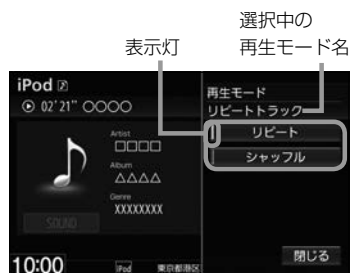 選択中の
表示灯
再生モード名
iPod
02'21" ○○○○
再生モード
リピートトラック
リピート
シャッフル
Artist
□□□□
Album
△△△△
Genre
XXXXXXXX
SOUND
10:00
iPod
東京都港区
閉じる